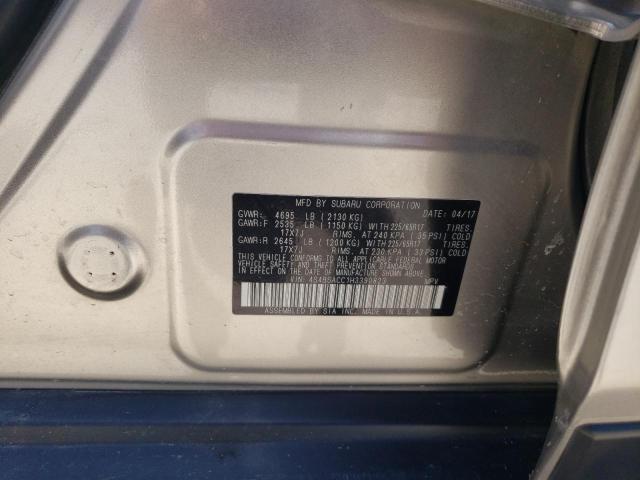 MFD BY SUBARU CORPORATION DATE: 04/17
GVWR: 4695 LB ( 2130 KG)
GAWR:F 2535 LB ( 1150 KG) WITH 225/65R17 TIRES.
17X7J RIMS. AT 240 KPA ( 35 PSI) COLD
GAWR:R 2645 LB ( 1200 KG) WITH 225/65R17 TIRES.
17X7J RIMS. AT 230 KPA ( 33 PSI) COLD
THIS VEHICLE CONFORMS TO ALL APPLICABLE FEDERAL MOTOR
VEHICLE SAFETY AND THEFT PREVENTION STANDARDS
IN EFFECT ON THE DATE OF MANUFACTURE SHOWN ABOVE.
VIN: MPV
ASSEMBLED BY SIA INC. MADE IN U.S.A.